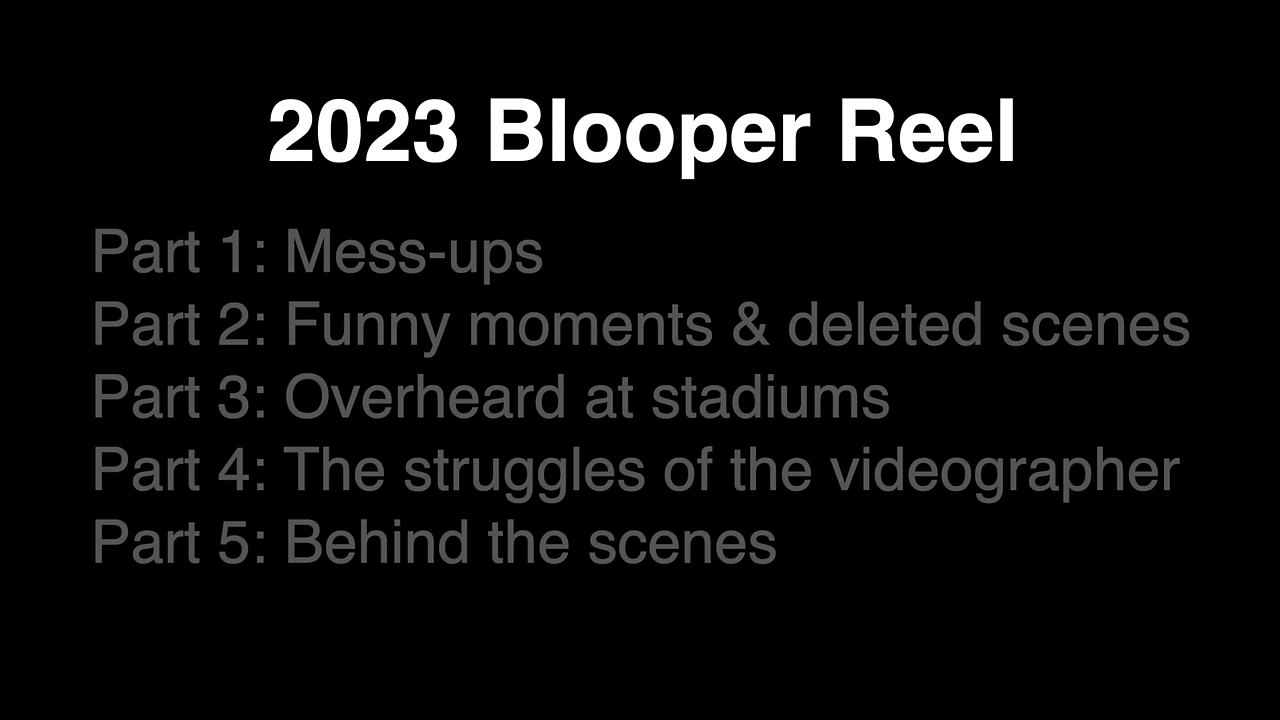 2023 Blooper Reel
Part 1: Mess-ups
Part 2: Funny moments & deleted scenes
Part 3: Overheard at stadiums
Part 4: The struggles of the videographer
Part 5: Behind the scenes